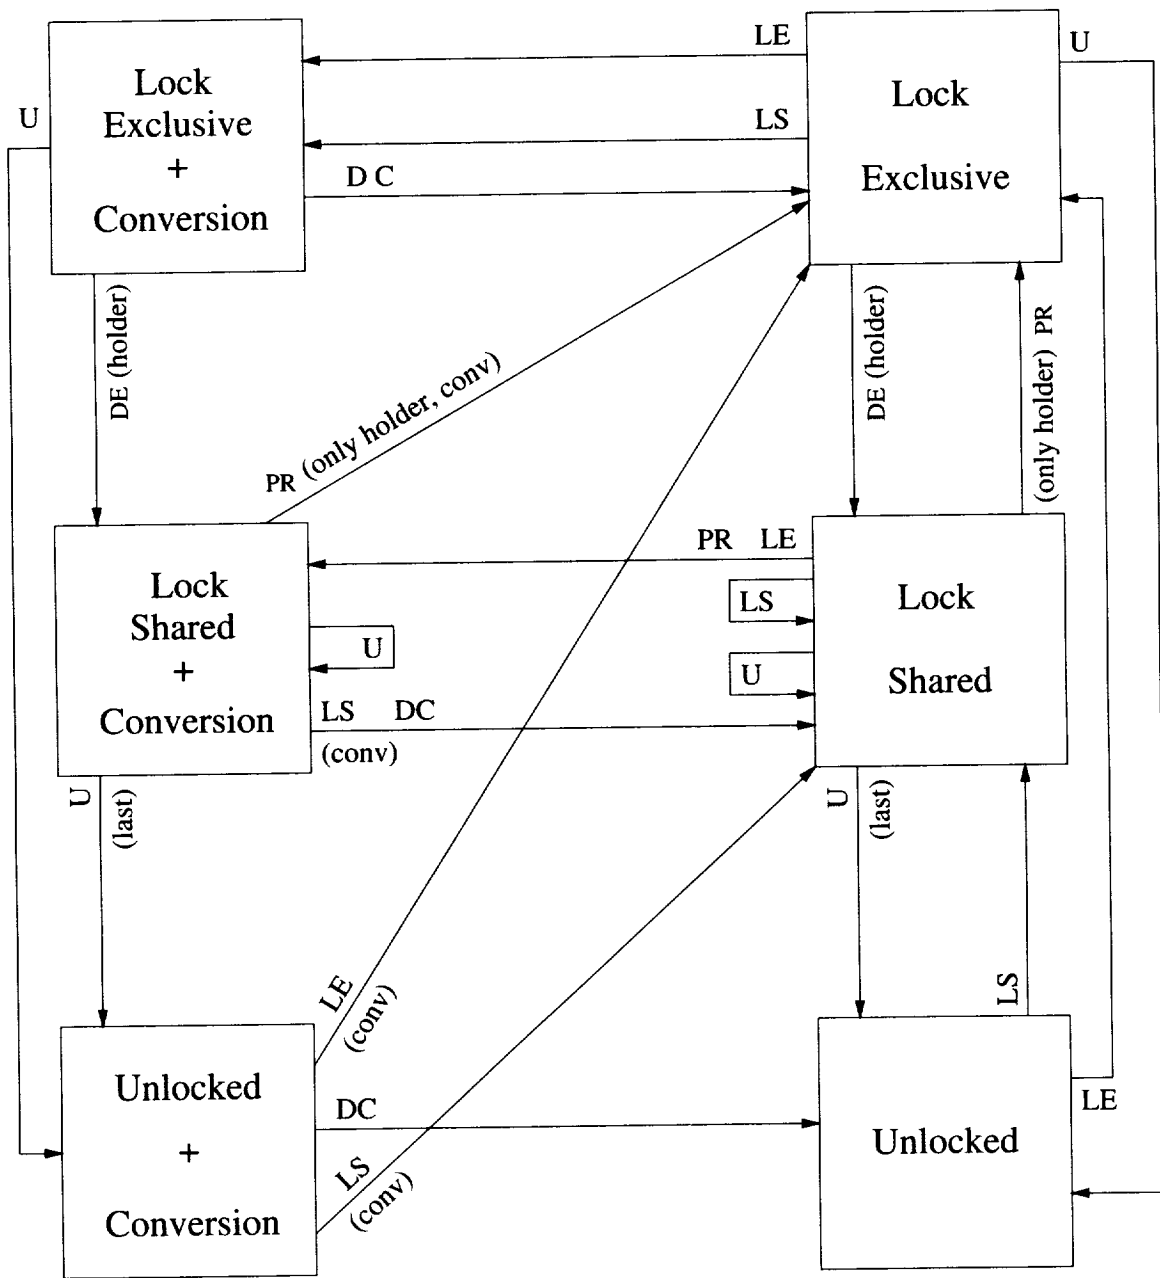 LE
U
Lock
Exclusive
+
Conversion
Lock
Exclusive
U
LS
D C
DE (holder)
PR (only holder, conv)
DE (holder)
(only holder) PR
PR LE
Lock
Shared
+
Conversion
LS
Lock
Shared
U
U
LS DC
(conv)
U
(last)
U
(last)
LE
(conv)
LS
Unlocked
+
Conversion
DC
LE
Unlocked
LS
(conv)